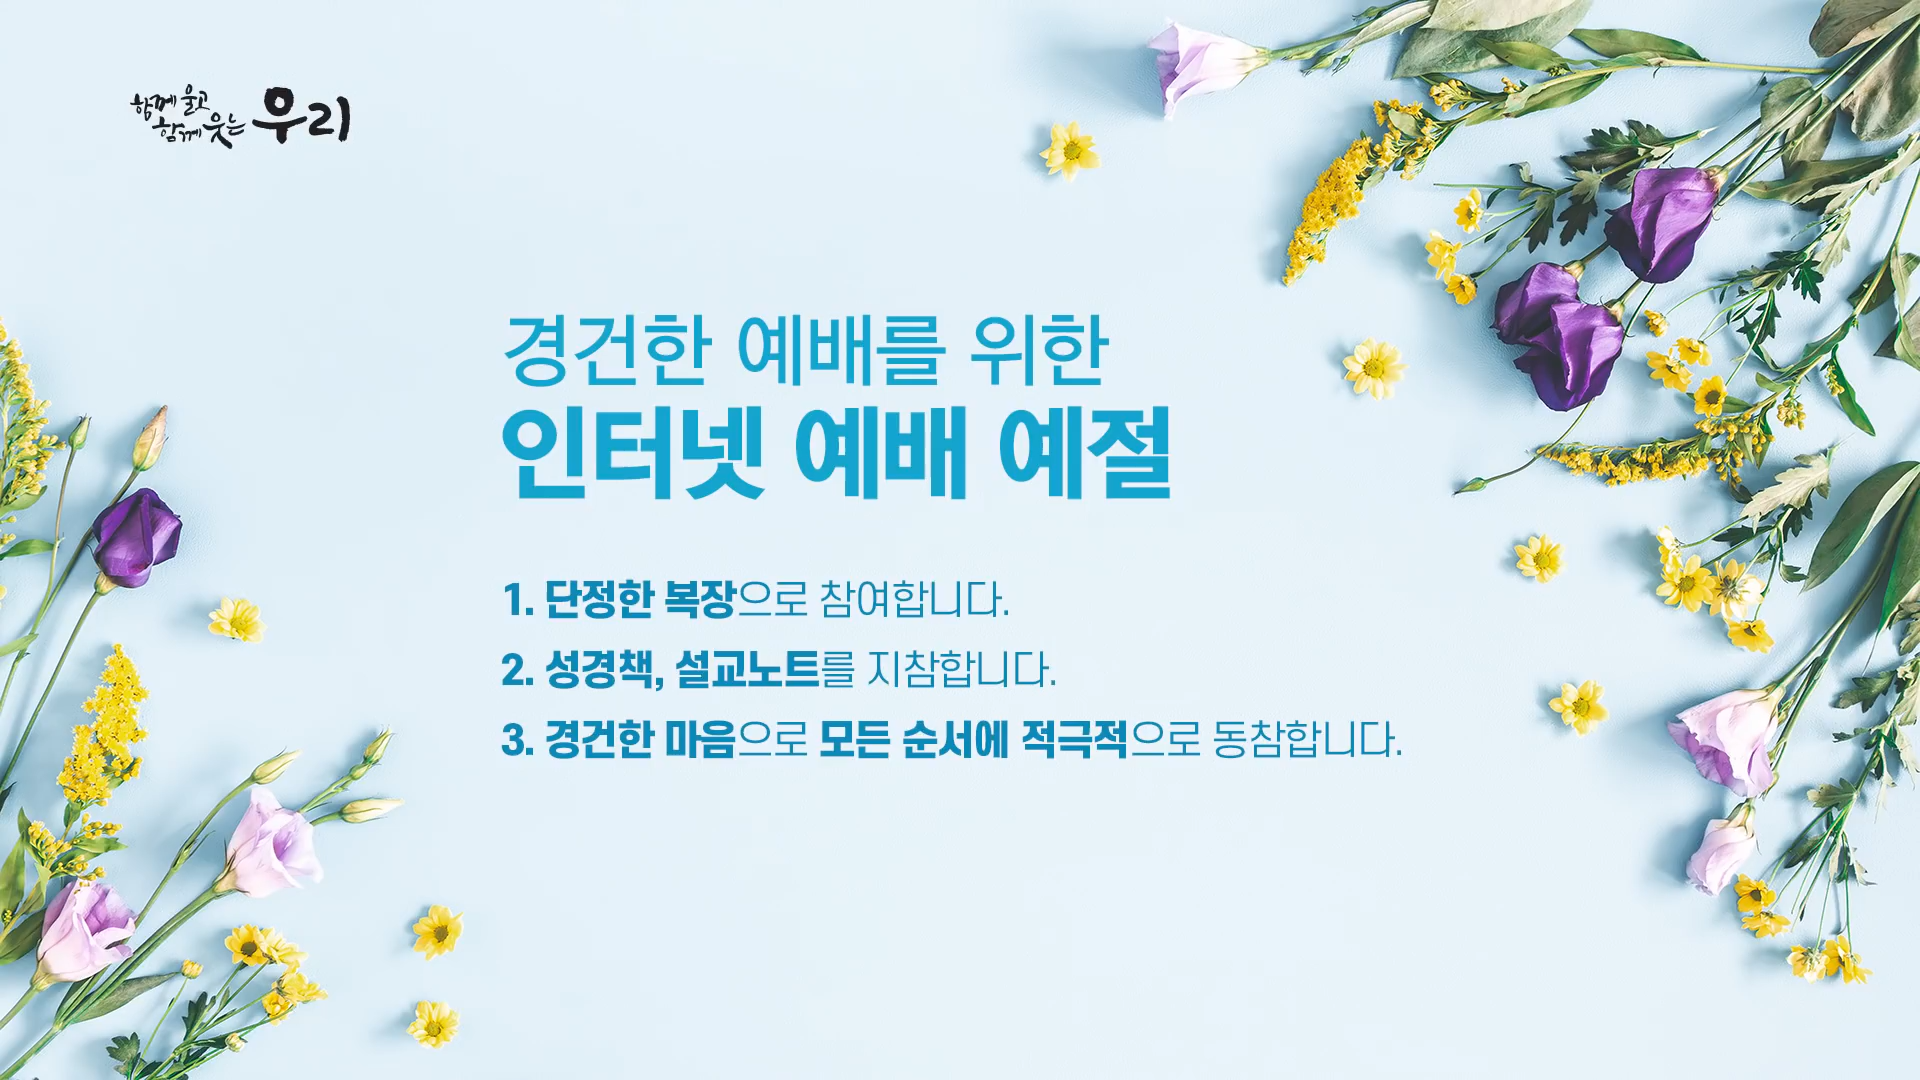 함께 울고
함께 웃는 우리
경건한 예배를 위한
인터넷 예배 예절
1. 단정한 복장으로 참여합니다.
2. 성경책, 설교노트를 지참합니다.
3. 경건한 마음으로 모든 순서에 적극적으로 동참합니다.